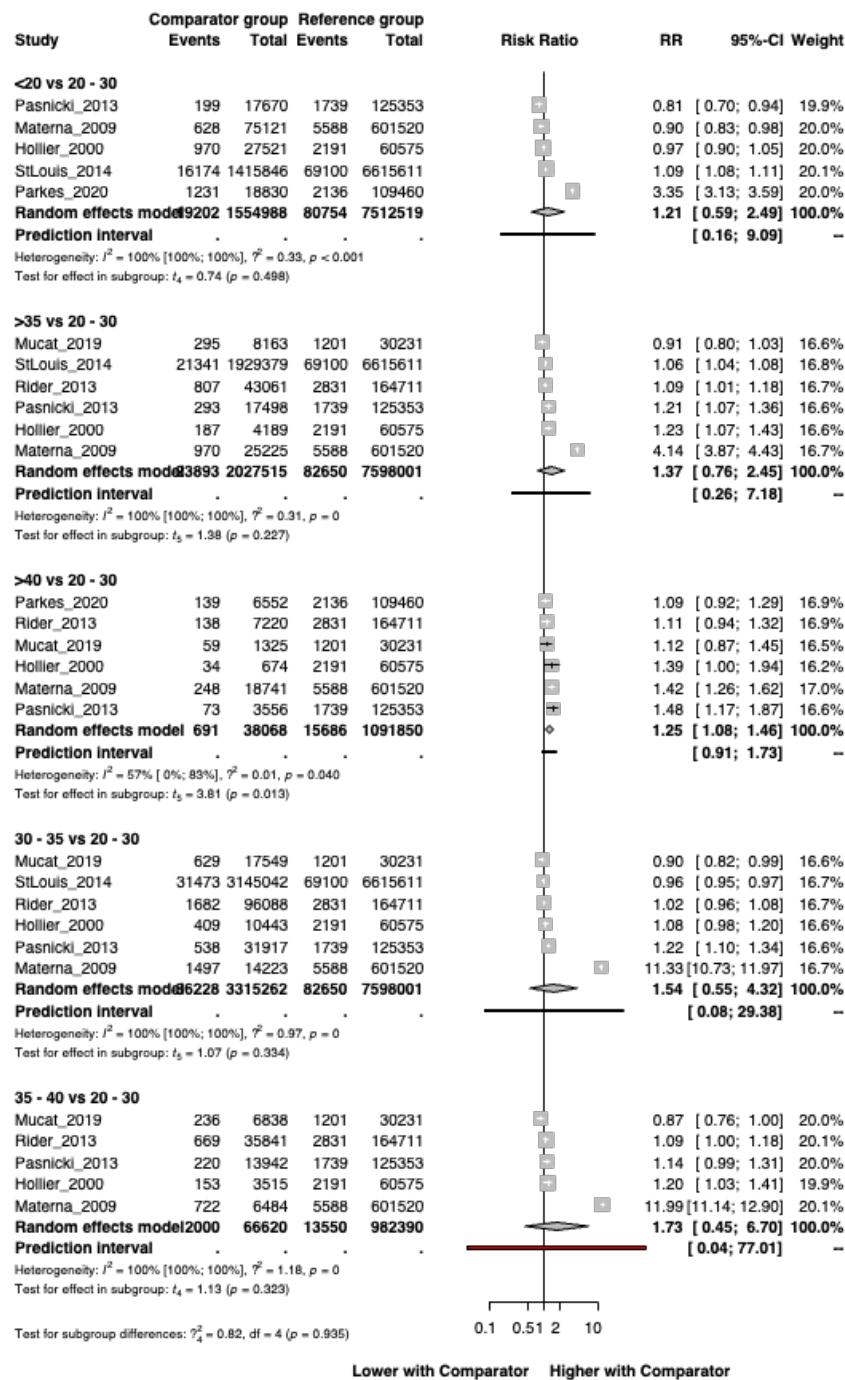 Comparator group Reference group
Study Events Total Events Total Risk Ratio RR 95%-CI Weight
<20 vs 20 - 30
Pasnicki_2013 199 17670 1739 125353 0.81 [0.70; 0.94] 19.9%
Materna_2009 628 75121 5588 601520 0.90 [0.83; 0.98] 20.0%
Hollier_2000 970 27521 2191 60575 0.97 [0.90; 1.05] 20.0%
StLouis_2014 16174 1415846 69100 6615611 1.09 [1.08; 1.11] 20.1%
Parkes_2020 1231 18830 2136 109460 3.35 [3.13; 3.59] 20.0%
Random effects model 19202 1554988 80754 7512519 1.21 [0.59; 2.49] 100.0%
Prediction interval . . . . [0.16; 9.09] --
Heterogeneity: I² = 100% [100%; 100%], ?² = 0.33, p < 0.001
Test for effect in subgroup: t₄ = 0.74 (p = 0.498)
>35 vs 20 - 30
Mucat_2019 295 8163 1201 30231 0.91 [0.80; 1.03] 16.6%
StLouis_2014 21341 1929379 69100 6615611 1.06 [1.04; 1.08] 16.8%
Rider_2013 807 43061 2831 164711 1.09 [1.01; 1.18] 16.7%
Pasnicki_2013 293 17498 1739 125353 1.21 [1.07; 1.36] 16.6%
Hollier_2000 187 4189 2191 60575 1.23 [1.07; 1.43] 16.6%
Materna_2009 970 25225 5588 601520 4.14 [3.87; 4.43] 16.7%
Random effects model 23893 2027515 82650 7598001 1.37 [0.76; 2.45] 100.0%
Prediction interval . . . . [0.26; 7.18] --
Heterogeneity: I² = 100% [100%; 100%], ?² = 0.31, p = 0
Test for effect in subgroup: t₅ = 1.38 (p = 0.227)
>40 vs 20 - 30
Parkes_2020 139 6552 2136 109460 1.09 [0.92; 1.29] 16.9%
Rider_2013 138 7220 2831 164711 1.11 [0.94; 1.32] 16.9%
Mucat_2019 59 1325 1201 30231 1.12 [0.87; 1.45] 16.5%
Hollier_2000 34 674 2191 60575 1.39 [1.00; 1.94] 16.2%
Materna_2009 248 18741 5588 601520 1.42 [1.26; 1.62] 17.0%
Pasnicki_2013 73 3556 1739 125353 1.48 [1.17; 1.87] 16.6%
Random effects model 691 38068 15686 1091850 1.25 [1.08; 1.46] 100.0%
Prediction interval . . . . [0.91; 1.73] --
Heterogeneity: I² = 57% [ 0%; 83%], ?² = 0.01, p = 0.040
Test for effect in subgroup: t₅ = 3.81 (p = 0.013)
30 - 35 vs 20 - 30
Mucat_2019 629 17549 1201 30231 0.90 [0.82; 0.99] 16.6%
StLouis_2014 31473 3145042 69100 6615611 0.96 [0.95; 0.97] 16.7%
Rider_2013 1682 96088 2831 164711 1.02 [0.96; 1.08] 16.7%
Hollier_2000 409 10443 2191 60575 1.08 [0.98; 1.20] 16.6%
Pasnicki_2013 538 31917 1739 125353 1.22 [1.10; 1.34] 16.6%
Materna_2009 1497 14223 5588 601520 11.33 [10.73; 11.97] 16.7%
Random effects model 36228 3315262 82650 7598001 1.54 [0.55; 4.32] 100.0%
Prediction interval . . . . [0.08; 29.38] --
Heterogeneity: I² = 100% [100%; 100%], ?² = 0.97, p = 0
Test for effect in subgroup: t₅ = 1.07 (p = 0.334)
35 - 40 vs 20 - 30
Mucat_2019 236 6838 1201 30231 0.87 [0.76; 1.00] 20.0%
Rider_2013 669 35841 2831 164711 1.09 [1.00; 1.18] 20.1%
Pasnicki_2013 220 13942 1739 125353 1.14 [0.99; 1.31] 20.0%
Hollier_2000 153 3515 2191 60575 1.20 [1.03; 1.41] 19.9%
Materna_2009 722 6484 5588 601520 11.99 [11.14; 12.90] 20.1%
Random effects model 2000 66620 13550 982390 1.73 [0.45; 6.70] 100.0%
Prediction interval . . . . [0.04; 77.01] --
Heterogeneity: I² = 100% [100%; 100%], ?² = 1.18, p = 0
Test for effect in subgroup: t₄ = 1.13 (p = 0.323)
0.1 0.5 1 2 10
Test for subgroup differences: ?²₄ = 0.82, df = 4 (p = 0.935)
Lower with Comparator Higher with Comparator